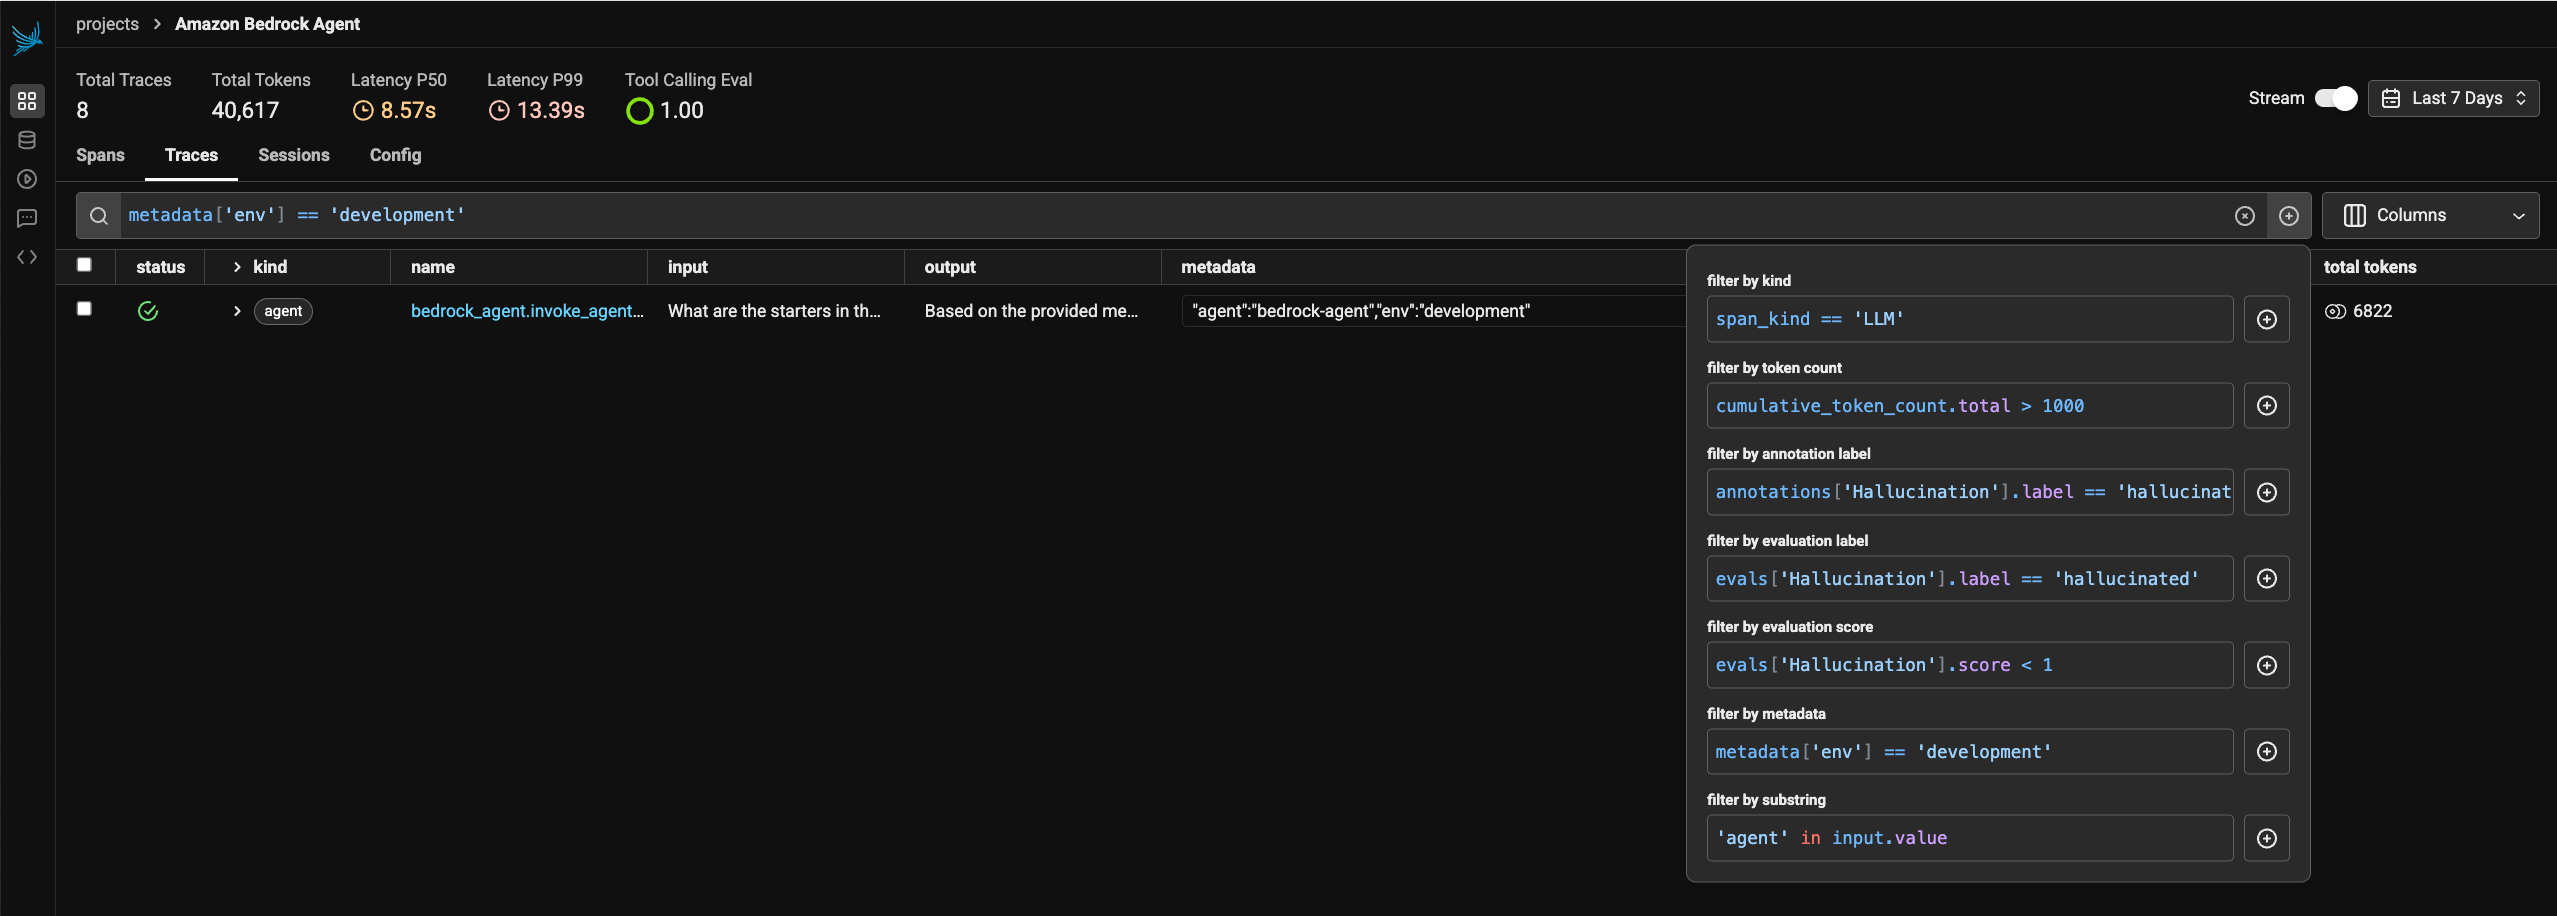 projects > Amazon Bedrock Agent
Total Traces
8
Total Tokens
40,617
Latency P50
8.57s
Latency P99
13.39s
Tool Calling Eval
1.00
Stream
Last 7 Days
Spans
Traces
Sessions
Config
metadata['env'] == 'development'
Columns
status
kind
name
input
output
metadata
total tokens
agent
bedrock_agent.invoke_agent...
What are the starters in th...
Based on the provided me...
"agent":"bedrock-agent","env":"development"
6822
filter by kind
span_kind == 'LLM'
filter by token count
cumulative_token_count.total > 1000
filter by annotation label
annotations['Hallucination'].label == 'hallucinat
filter by evaluation label
evals['Hallucination'].label == 'hallucinated'
filter by evaluation score
evals['Hallucination'].score < 1
filter by metadata
metadata['env'] == 'development'
filter by substring
'agent' in input.value